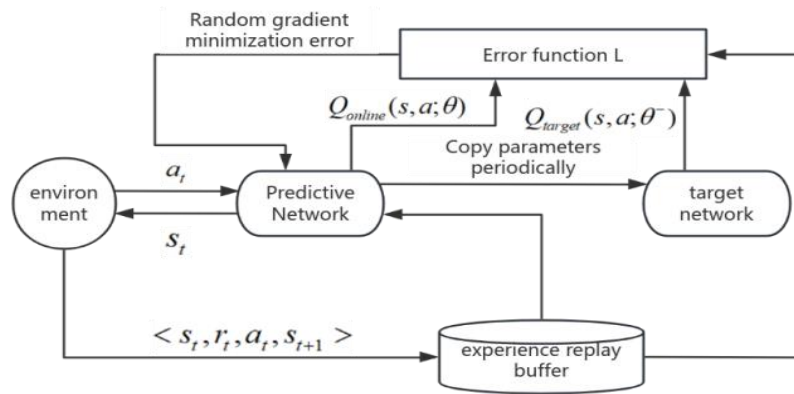 Random gradient
minimization error
Error function L
Q_online(s,a;θ)
Q_target(s,a;θ⁻)
Copy parameters
periodically
a_t
environ
ment
Predictive
Network
target
network
s_t
< s_t, r_t, a_t, s_{t+1} >
experience replay
buffer